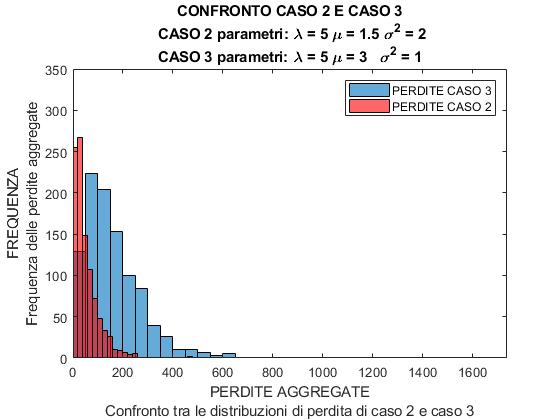 CONFRONTO CASO 2 E CASO 3
CASO 2 parametri: λ = 5 μ = 1.5 σ² = 2
CASO 3 parametri: λ = 5 μ = 3 σ² = 1
PERDITE CASO 3
PERDITE CASO 2
FREQUENZA
Frequenza delle perdite aggregate
350
300
250
200
150
100
50
0
0 200 400 600 800 1000 1200 1400 1600
PERDITE AGGREGATE
Confronto tra le distribuzioni di perdita di caso 2 e caso 3